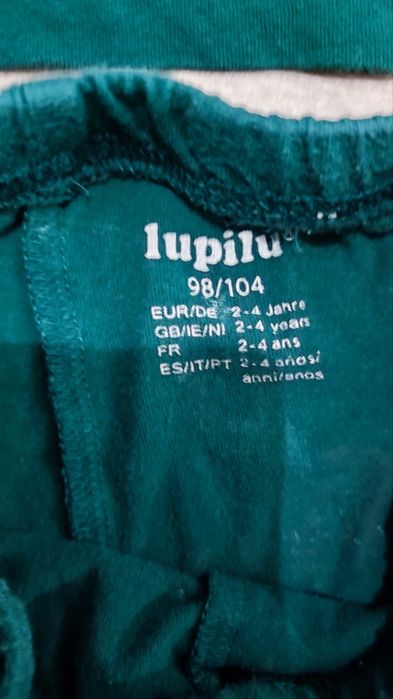 lupilu
98/104
EUR/DE 2-4 Jahre
GB/IE/NI 2-4 years
FR 2-4 ans
ES/IT/PT 2-4 años/
anni/anos